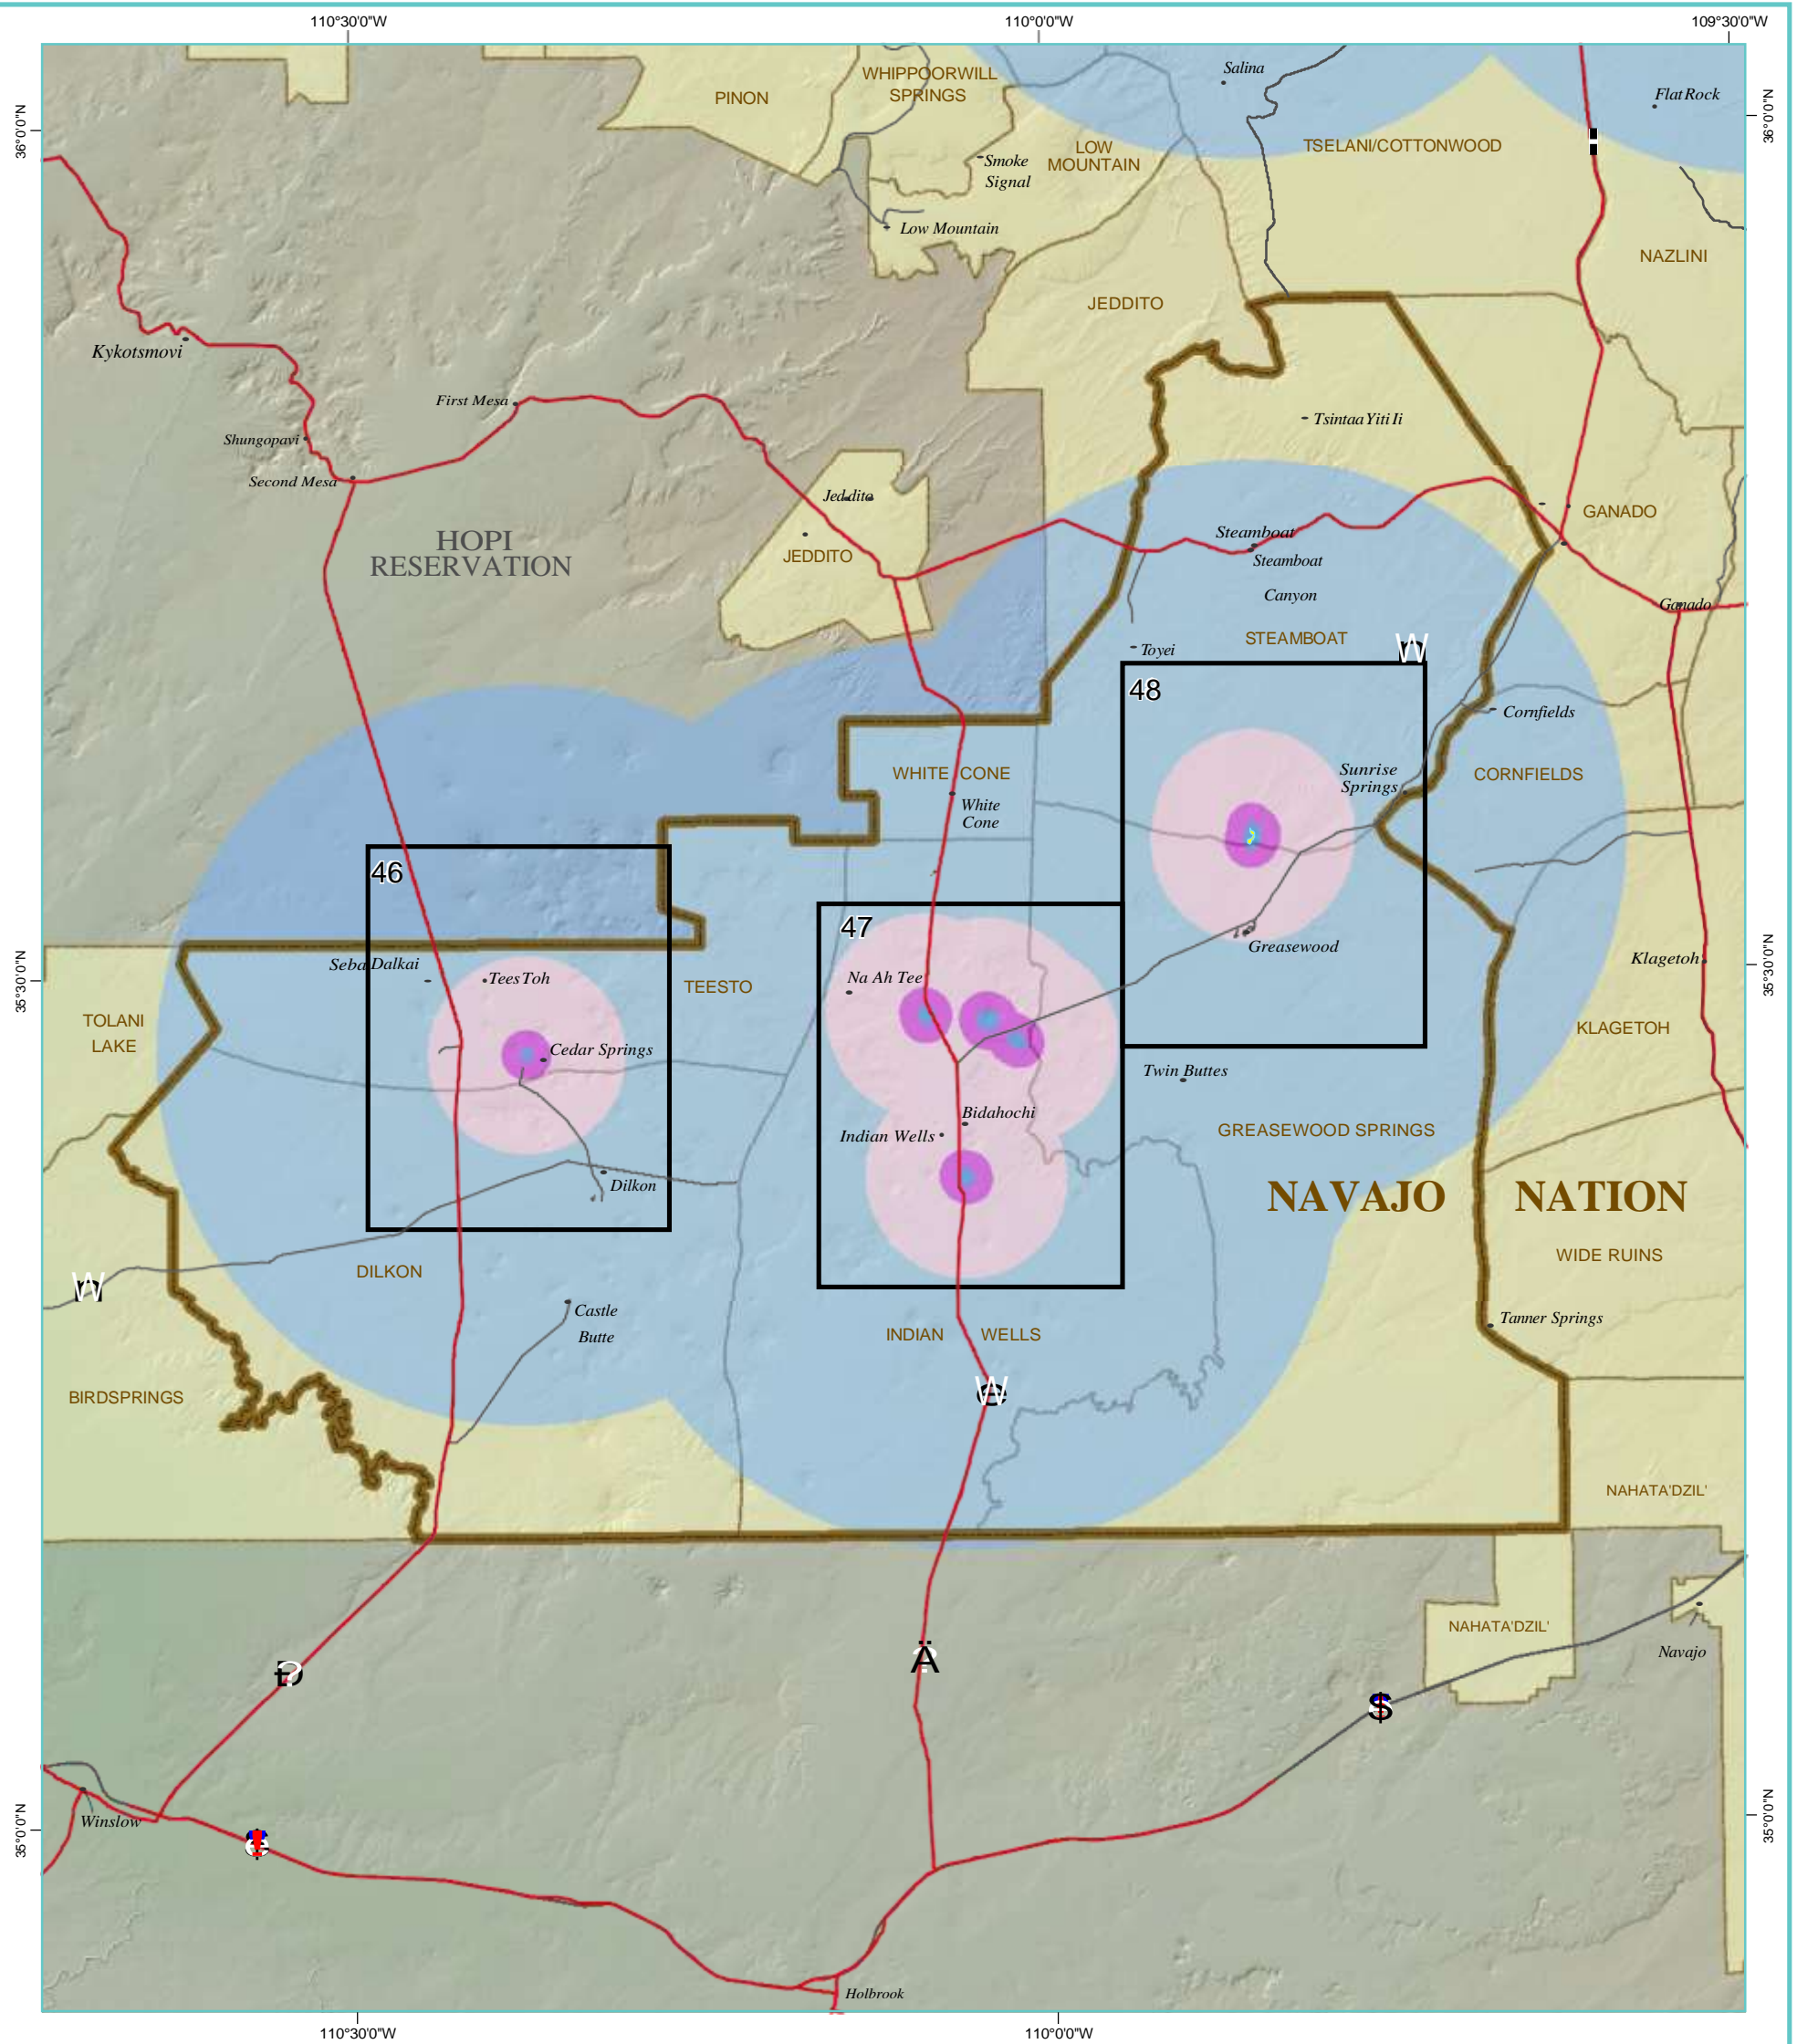 110°30'0"W
110°0'0"W
109°30'0"W
36°0'0"N
36°0'0"N
Salina
FlatRock
PINON
WHIPPOORWILL
SPRINGS
TSELANI/COTTONWOOD
LOW
MOUNTAIN
Smoke
Signal
Low Mountain
NAZLINI
JEDDITO
Kykotsmovi
First Mesa
Tsintaa Yiti Ii
Shungopavi
Second Mesa
Jeddito
GANADO
HOPI
RESERVATION
JEDDITO
Steamboat
Steamboat
Canyon
Ganado
STEAMBOAT
Toyei
48
Cornfields
WHITE CONE
White
Cone
Sunrise
Springs
CORNFIELDS
46
47
Greasewood
Seba Dalkai
TeesToh
TEESTO
Na Ah Tee
Klagetoh
35°30'0"N
35°30'0"N
TOLANI
LAKE
KLAGETOH
Cedar Springs
Twin Buttes
Bidahochi
Indian Wells
GREASEWOOD SPRINGS
Dilkon
NAVAJO NATION
WIDE RUINS
DILKON
Castle
Butte
INDIAN WELLS
Tanner Springs
BIRDSPRINGS
NAHATA'DZIL'
NAHATA'DZIL'
Navajo
Ä
$
Winslow
35°0'0"N
35°0'0"N
Holbrook
110°30'0"W
110°0'0"W